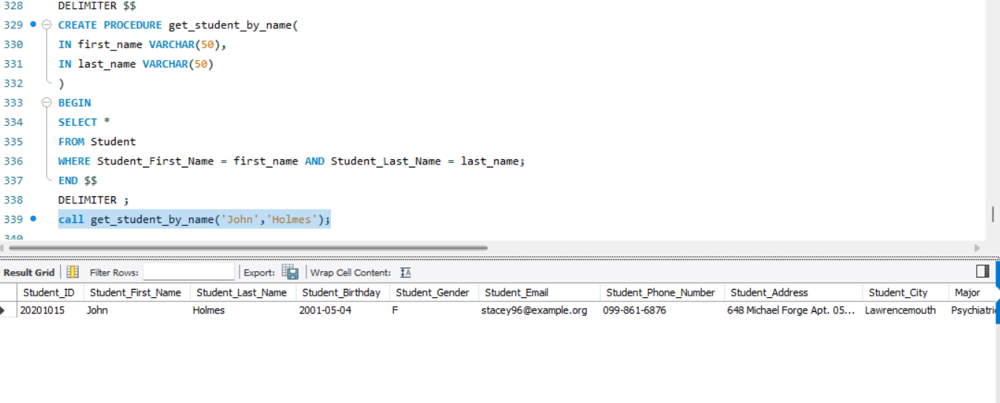 328 DELIMITER $$
329 CREATE PROCEDURE get_student_by_name(
330 IN first_name VARCHAR(50),
331 IN last_name VARCHAR(50)
332 )
333 BEGIN
334 SELECT *
335 FROM Student
336 WHERE Student_First_Name = first_name AND Student_Last_Name = last_name;
337 END $$
338 DELIMITER ;
339 call get_student_by_name('John','Holmes');
340
Result Grid Filter Rows: Export: Wrap Cell Content: IA
Student_ID Student_First_Name Student_Last_Name Student_Birthday Student_Gender Student_Email Student_Phone_Number Student_Address Student_City Major
20201015 John Holmes 2001-05-04 F stacey96@example.org 099-861-6876 648 Michael Forge Apt. 05... Lawrencemouth Psychiatri